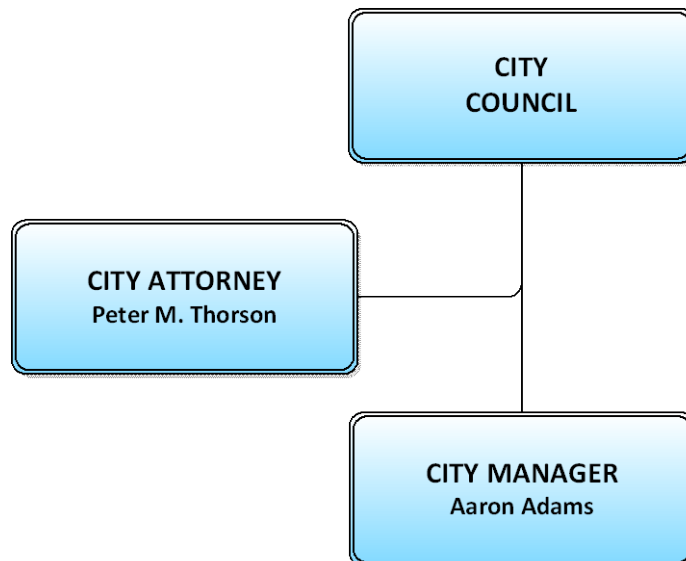 CITY
COUNCIL
CITY ATTORNEY
Peter M. Thorson
CITY MANAGER
Aaron Adams